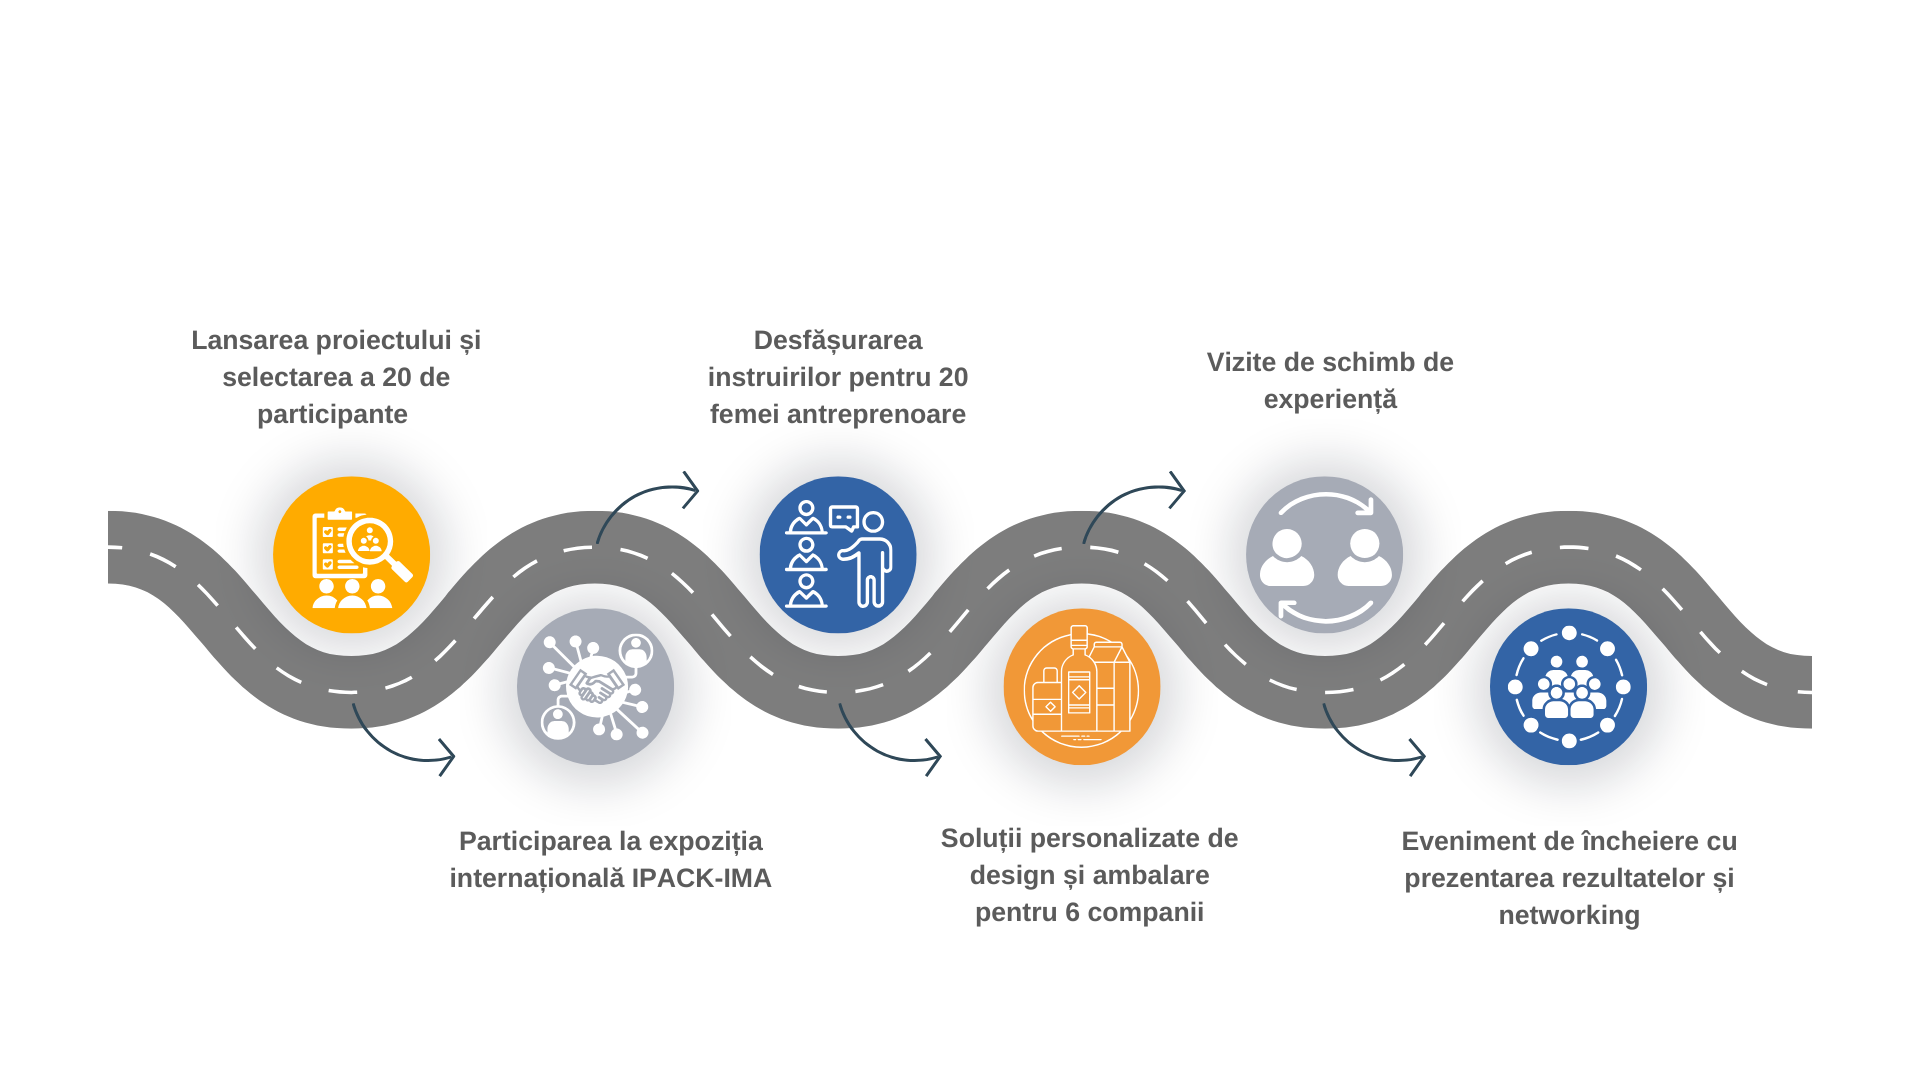 Lansarea proiectului și
selectarea a 20 de
participante
Participarea la expoziția
internațională IPACK-IMA
Desfășurarea
instruirilor pentru 20
femei antreprenoare
Soluții personalizate de
design și ambalare
pentru 6 companii
Vizite de schimb de
experiență
Eveniment de încheiere cu
prezentarea rezultatelor și
networking